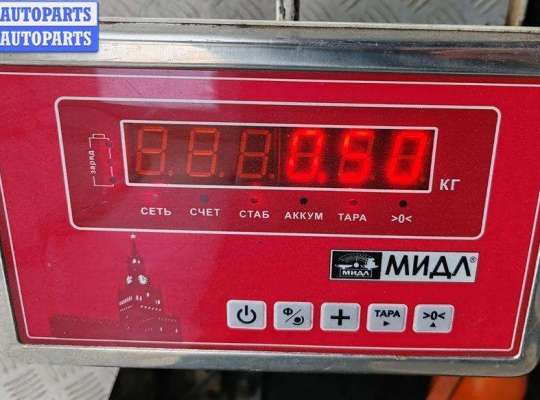 AUTOPARTS
AUTOPARTS
заряд
0.50
КГ
СЕТЬ СЧЕТ СТАБ АККУМ ТАРА >0<
МИДЛ МИДЛ®
Ф ТАРА >0<